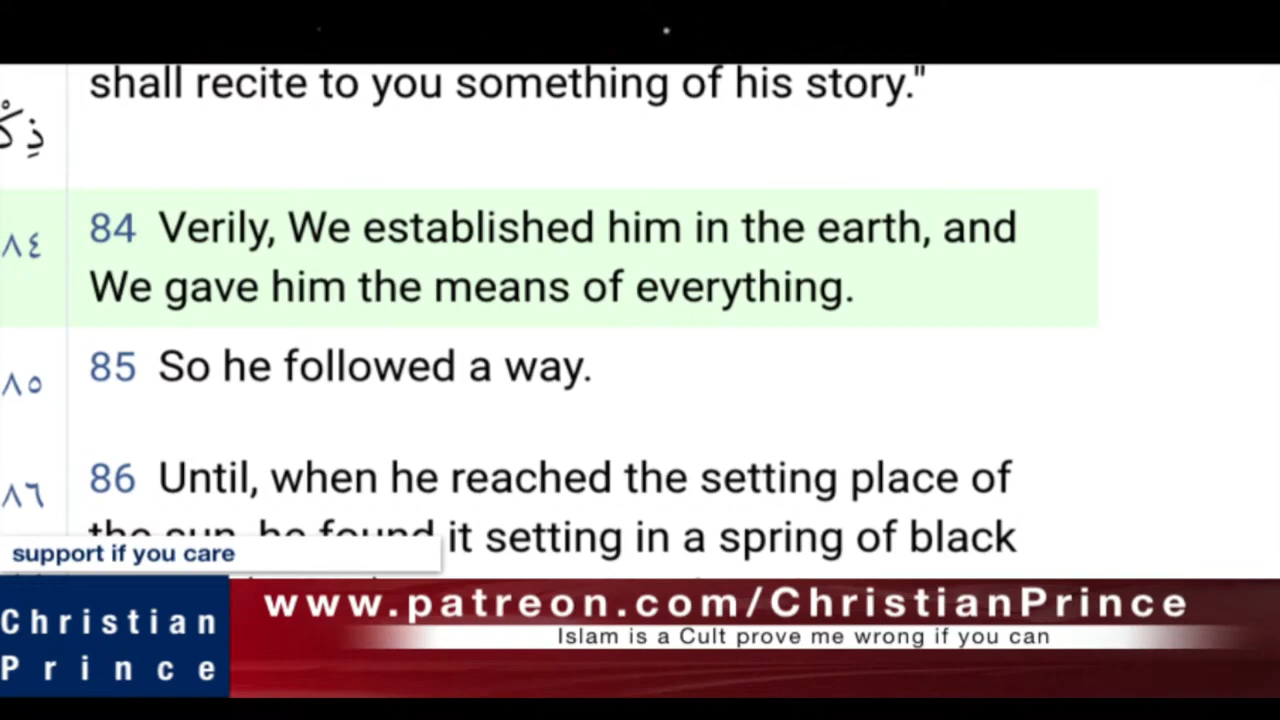 shall recite to you something of his story."
٨٤ 84 Verily, We established him in the earth, and
We gave him the means of everything.
٨٥ 85 So he followed a way.
٨٦ 86 Until, when he reached the setting place of
it setting in a spring of black
support if you care
Christian
Prince
www.patreon.com/ChristianPrince
Islam is a Cult prove me wrong if you can